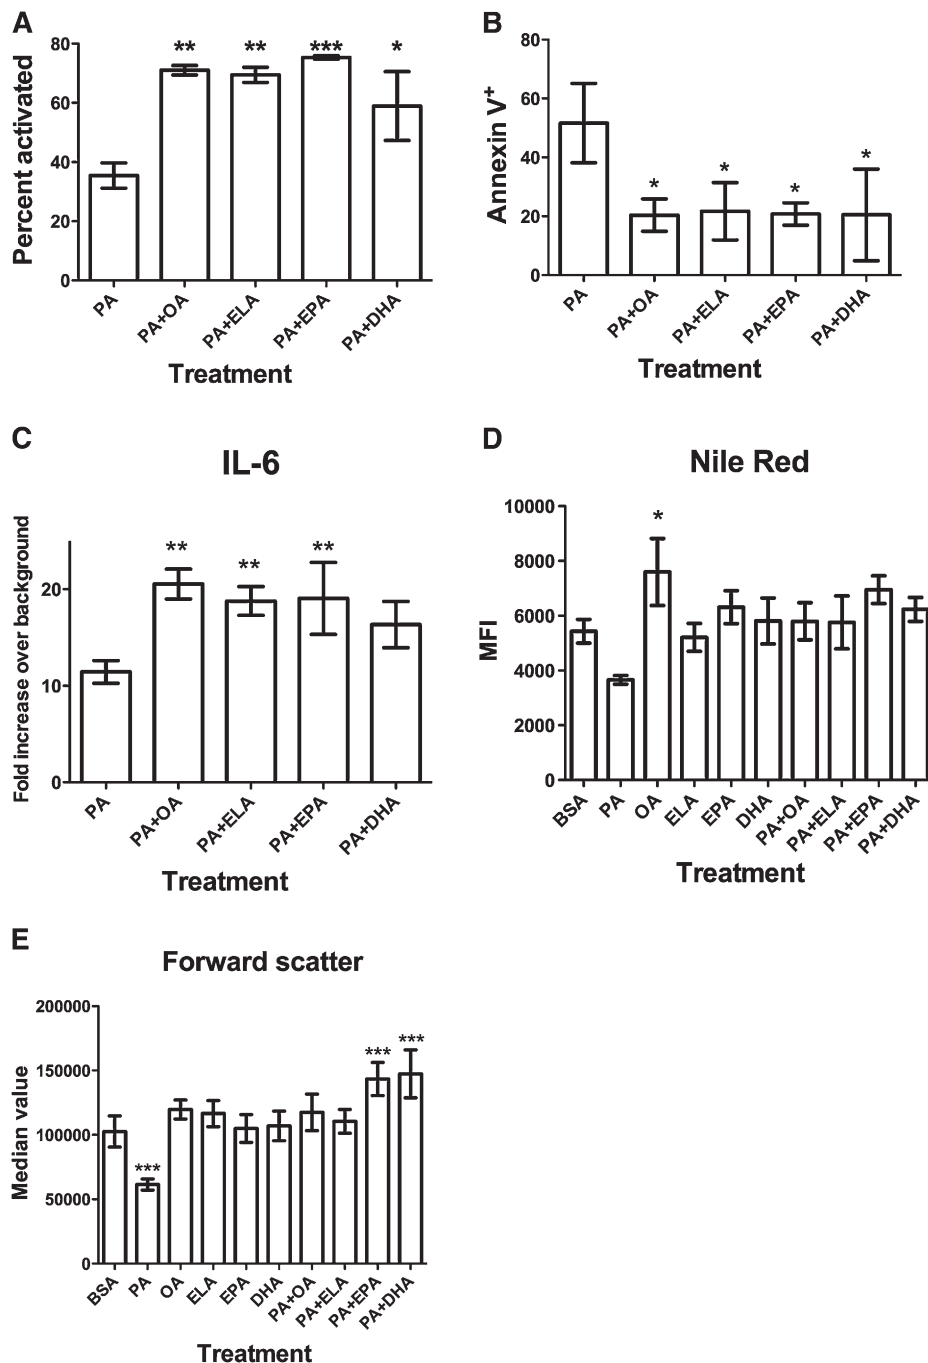 A
Percent activated
80
60
40
20
0
** ** *** *
PA PA+OA PA+ELA PA+EPA PA+DHA
Treatment
B
Annexin V+
80
60
40
20
0
* * * *
PA PA+OA PA+ELA PA+EPA PA+DHA
Treatment
C
IL-6
Fold increase over background
20
10
0
** ** **
PA PA+OA PA+ELA PA+EPA PA+DHA
Treatment
D
Nile Red
MFI
10000
8000
6000
4000
2000
0
*
BSA PA OA ELA EPA DHA PA+OA PA+ELA PA+EPA PA+DHA
Treatment
E
Forward scatter
Median value
200000
150000
100000
50000
0
*** *** ***
BSA PA OA ELA EPA DHA PA+OA PA+ELA PA+EPA PA+DHA
Treatment